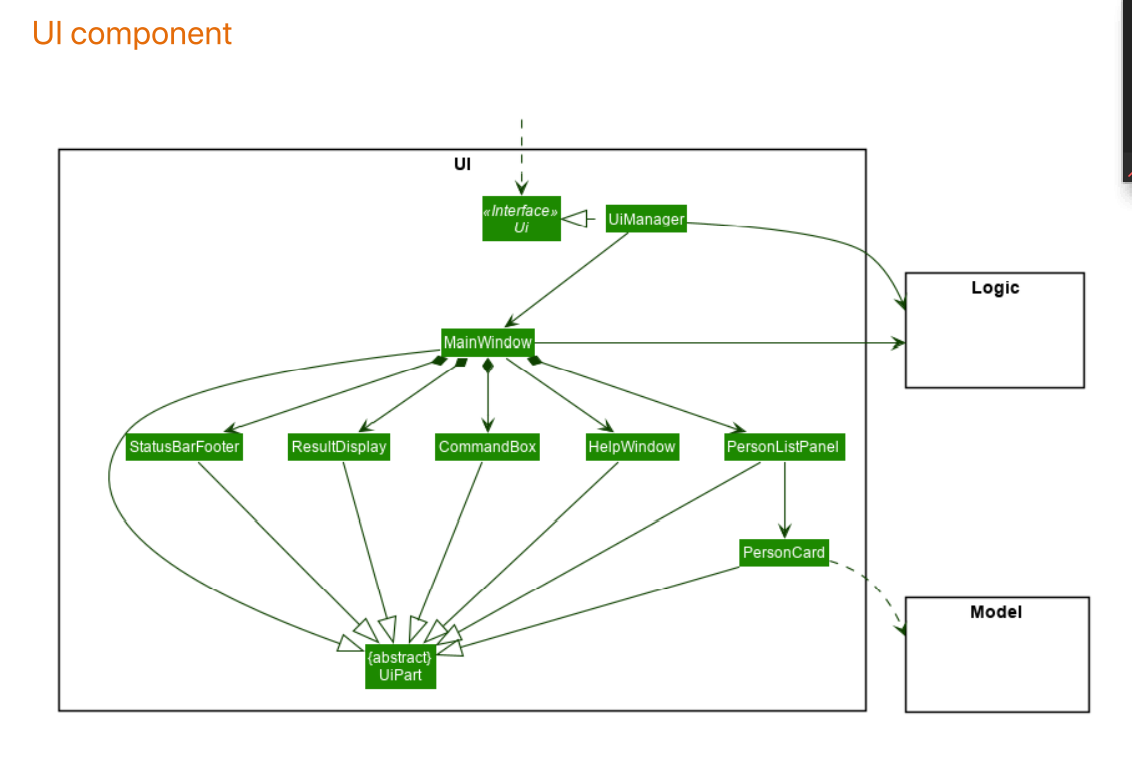 UI component
UI
«Interface»
Ui
UiManager
Logic
MainWindow
StatusBarFooter
ResultDisplay
CommandBox
HelpWindow
PersonListPanel
PersonCard
Model
{abstract}
UiPart